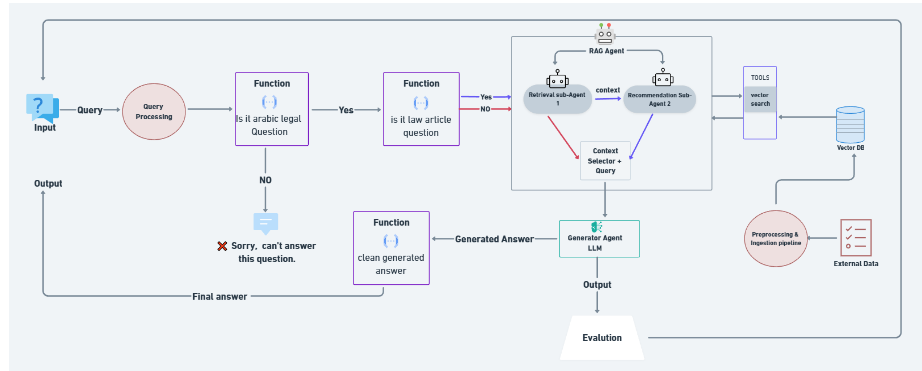 RAG Agent
Function
Function
TOOLS
Retrieval sub-Agent
1
context
Recommendation Sub-
Agent 2
vector
search
Input
Query
Query
Processing
Is it arabic legal
Question
Yes
is it law article
question
Yes
NO
Vector DB
Context
Selector +
Query
NO
Output
Sorry, can't answer
this question.
Function
clean generated
answer
Generated Answer
Generator Agent
LLM
Preprocessing &
Ingestion pipeline
External Data
Output
Final answer
Evalution